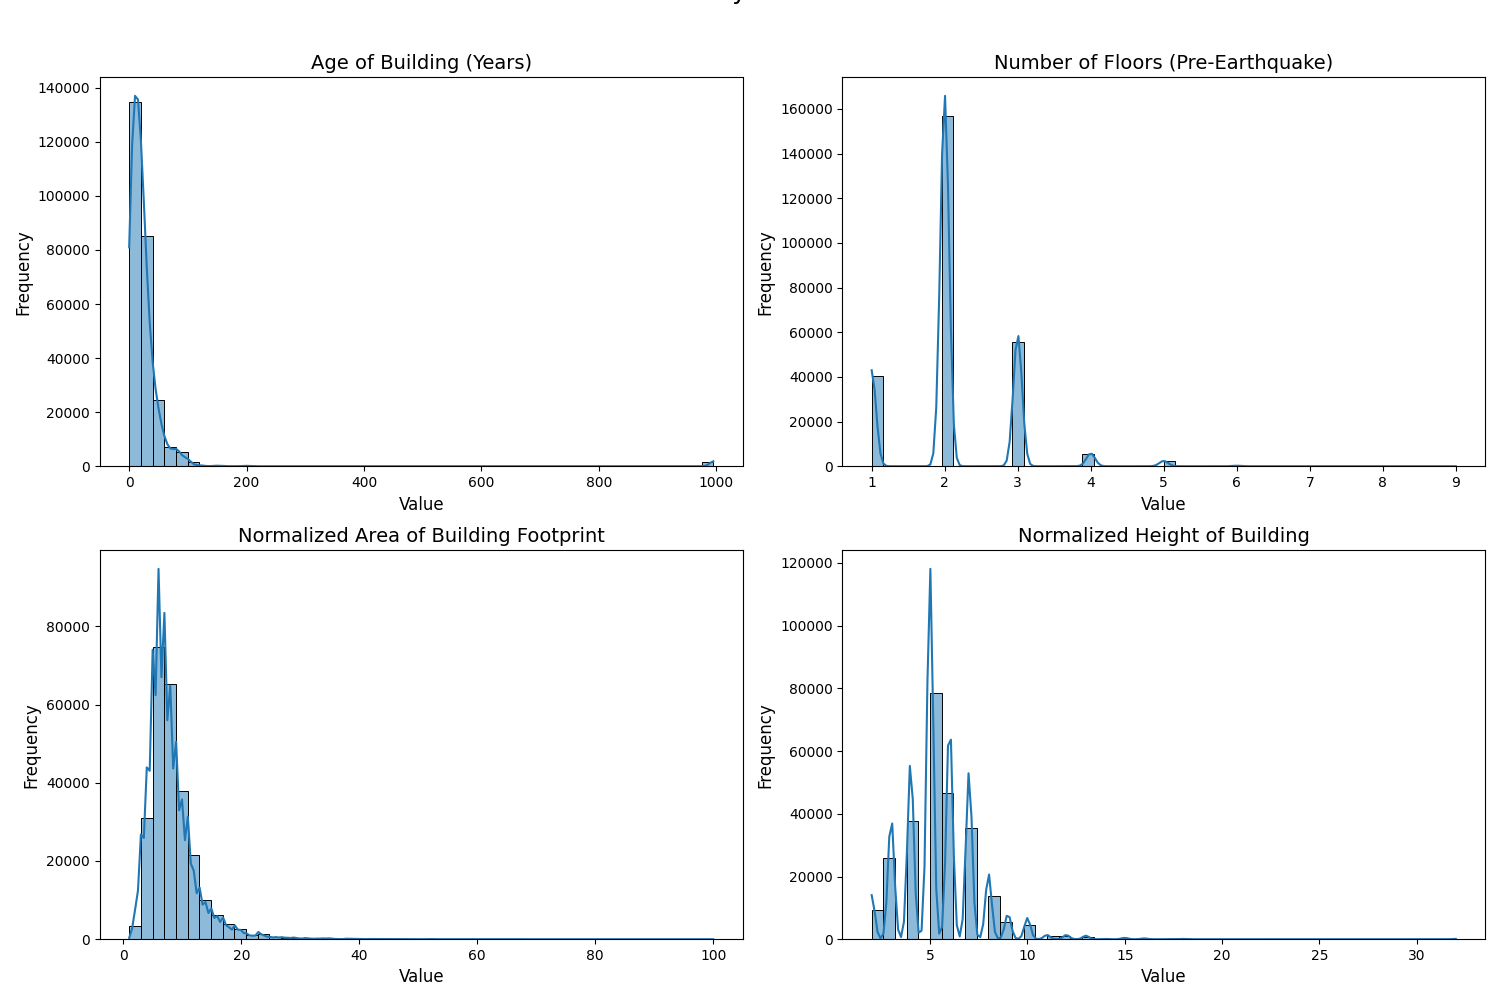 Age of Building (Years)
140000
120000
100000
80000
60000
40000
20000
0
Frequency
0 200 400 600 800 1000
Value
Number of Floors (Pre-Earthquake)
160000
140000
120000
100000
80000
60000
40000
20000
0
Frequency
1 2 3 4 5 6 7 8 9
Value
Normalized Area of Building Footprint
80000
60000
40000
20000
0
Frequency
0 20 40 60 80 100
Value
Normalized Height of Building
120000
100000
80000
60000
40000
20000
0
Frequency
5 10 15 20 25 30
Value